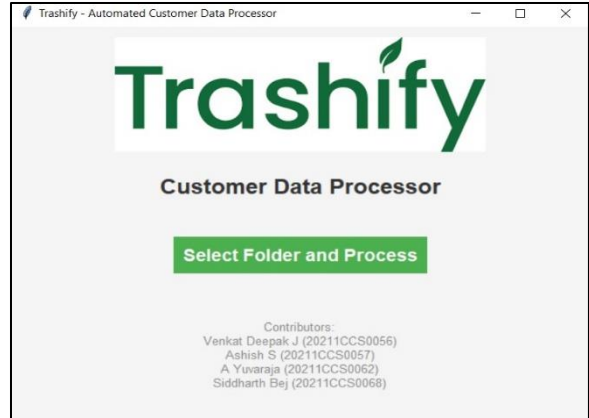 Trashify - Automated Customer Data Processor
Trashify
Customer Data Processor
Select Folder and Process
Contributors:
Venkat Deepak J (20211CCS0056)
Ashish S (20211CCS0057)
A Yuvaraja (20211CCS0062)
Siddharth Bej (20211CCS0068)